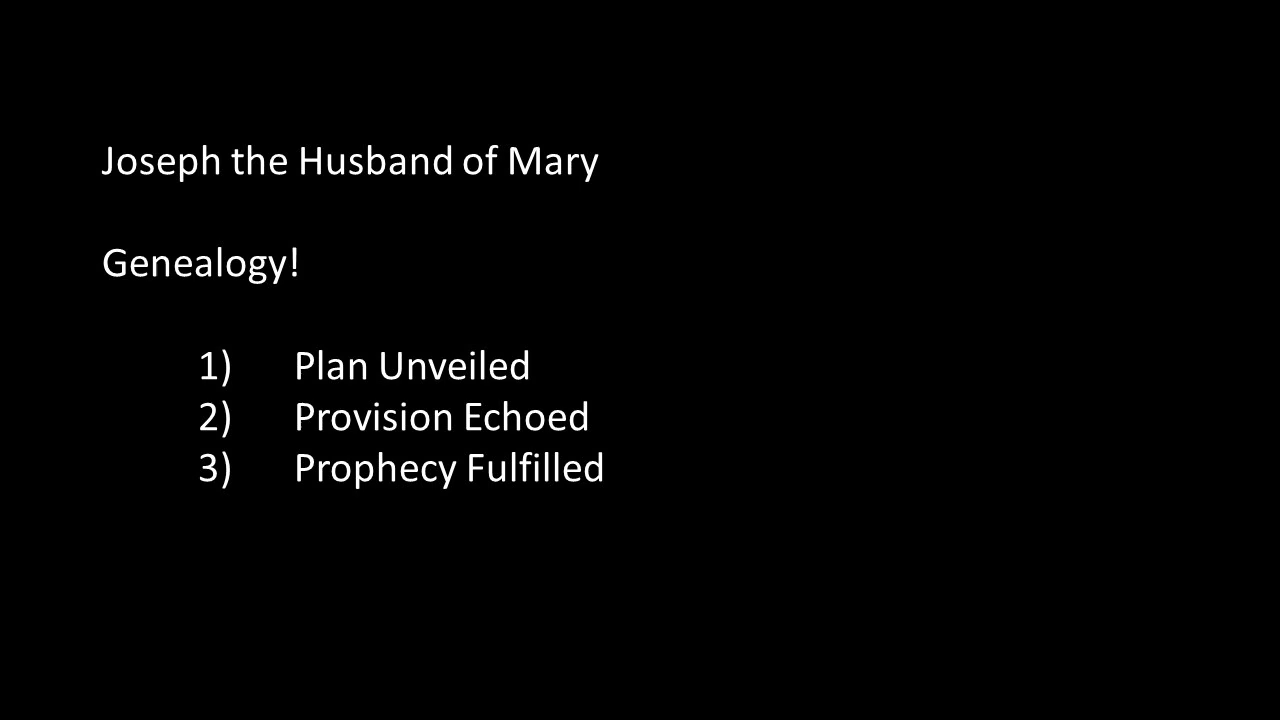 Joseph the Husband of Mary
Genealogy!
1) Plan Unveiled
2) Provision Echoed
3) Prophecy Fulfilled